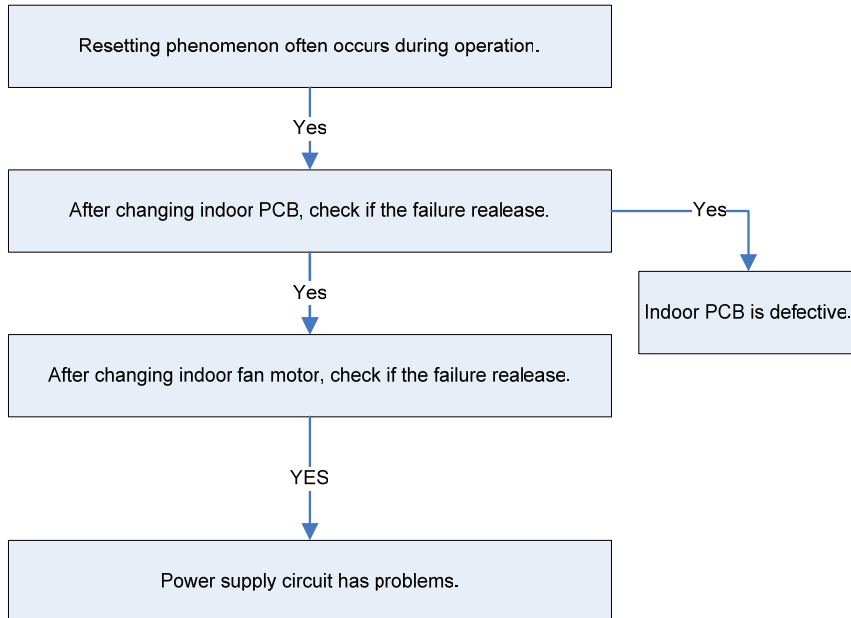 Resetting phenomenon often occurs during operation.
Yes
After changing indoor PCB, check if the failure realease.
Yes
Yes
Indoor PCB is defective.
After changing indoor fan motor, check if the failure realease.
YES
Power supply circuit has problems.